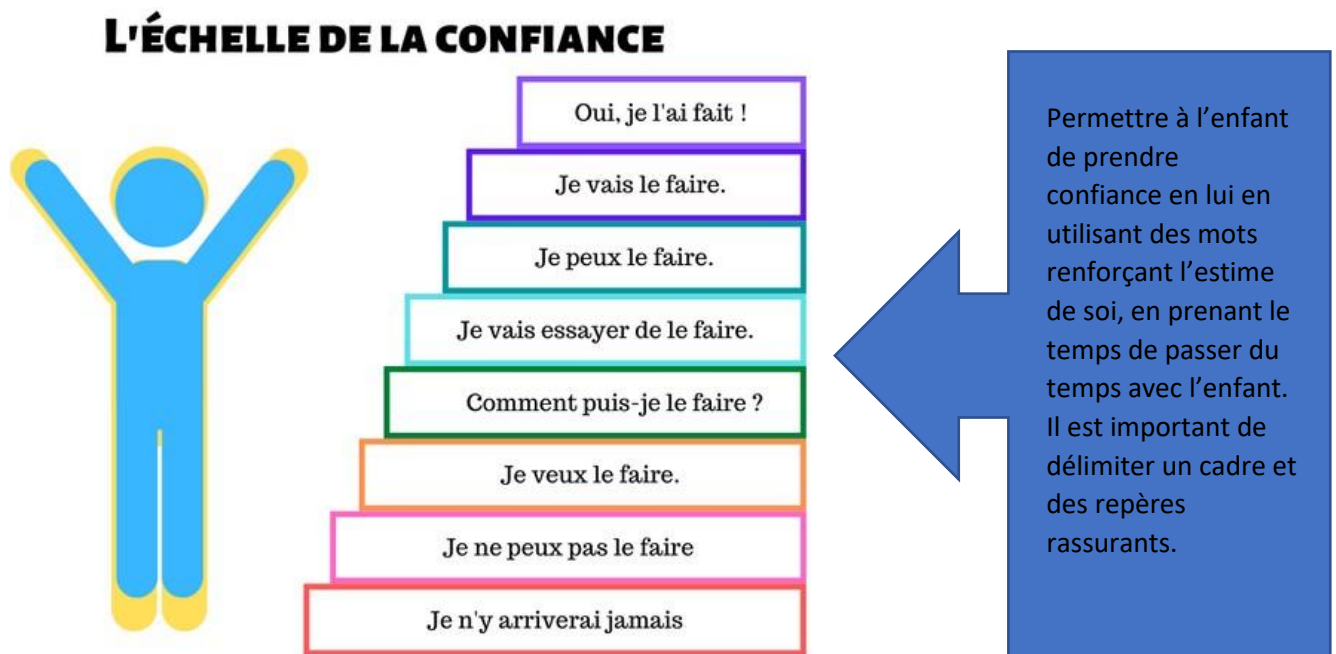 L'ÉCHELLE DE LA CONFIANCE
Oui, je l'ai fait !
Je vais le faire.
Je peux le faire.
Je vais essayer de le faire.
Comment puis-je le faire ?
Je veux le faire.
Je ne peux pas le faire
Je n'y arriverai jamais
Permettre à l’enfant
de prendre
confiance en lui en
utilisant des mots
renforçant l’estime
de soi, en prenant le
temps de passer du
temps avec l’enfant.
Il est important de
délimiter un cadre et
des repères
rassurants.